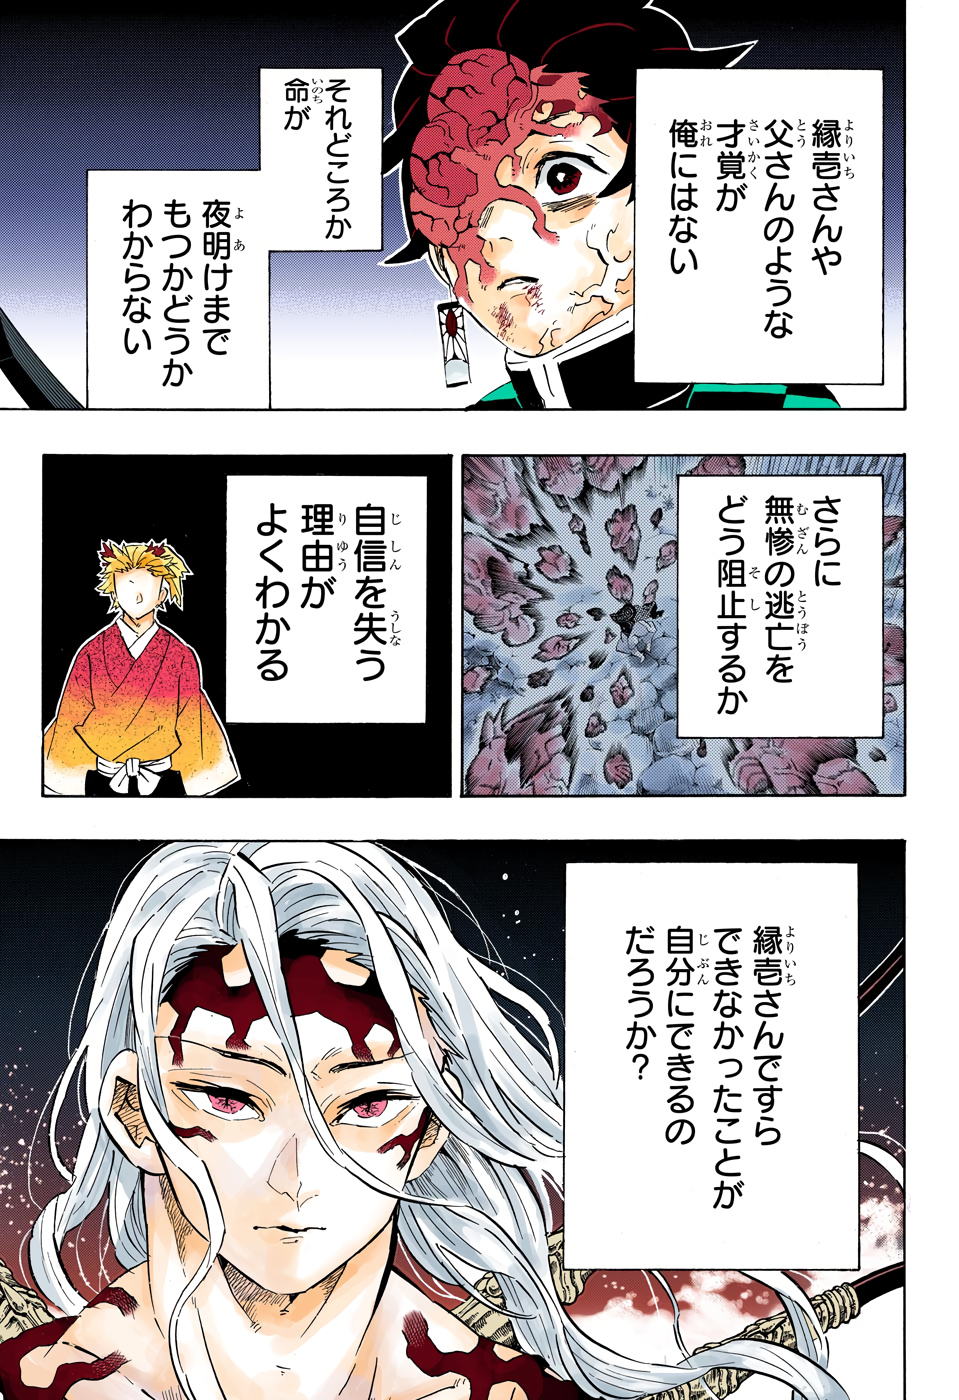 縁壱さんや
父さんのような
才覚が
俺にはない
それどころか
命が
夜明けまで
もつかどうか
わからない
さらに
無惨の逃亡を
どう阻止するか
自信を失う
理由が
よくわかる
縁壱さんですら
できなかったことが
自分にできるの
だろうか?